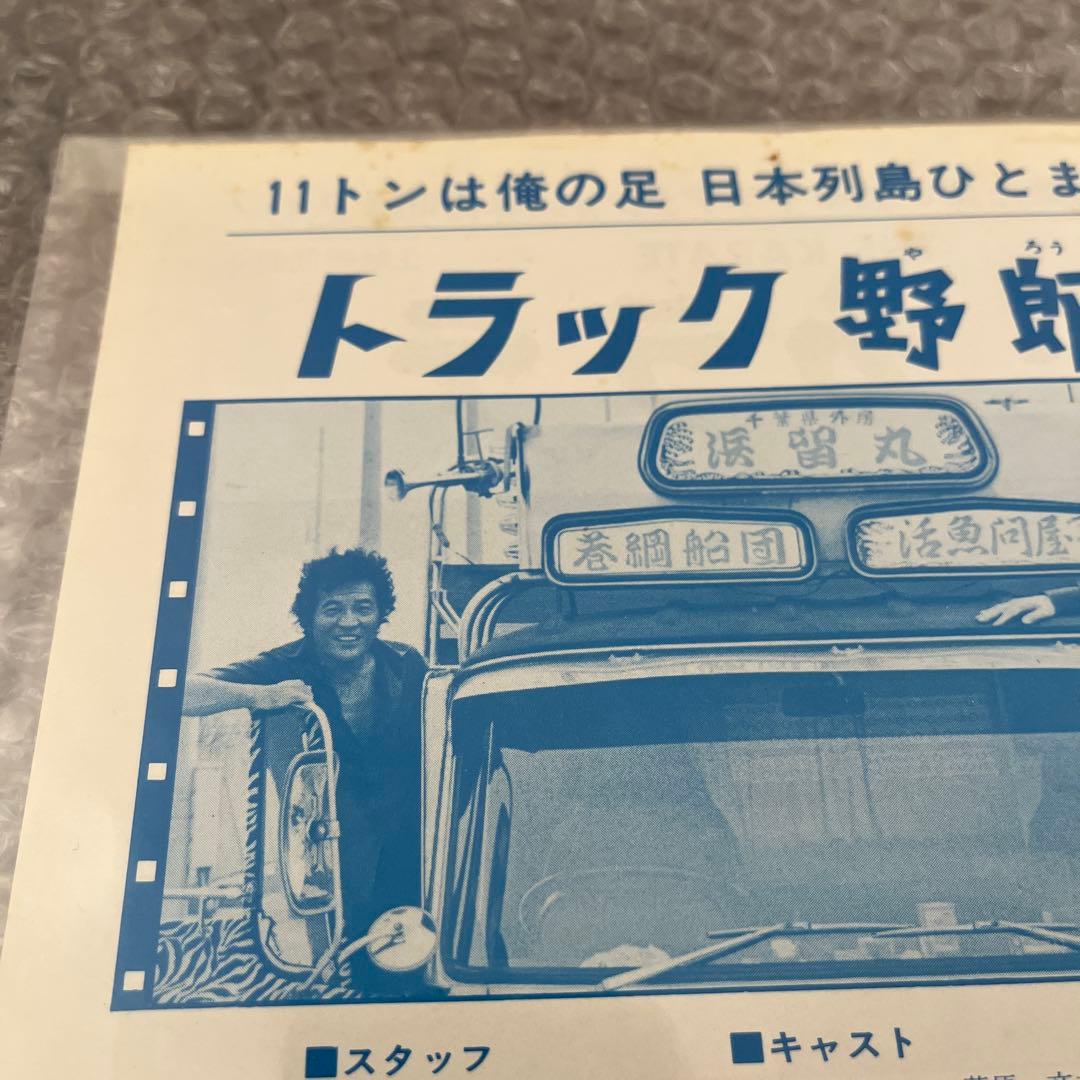 11トンは俺の足 日本列島ひとま
や ろう
トラック野郎
千葉県外房
浜留丸
巻網船団
活魚問屋
■スタッフ
■キャスト